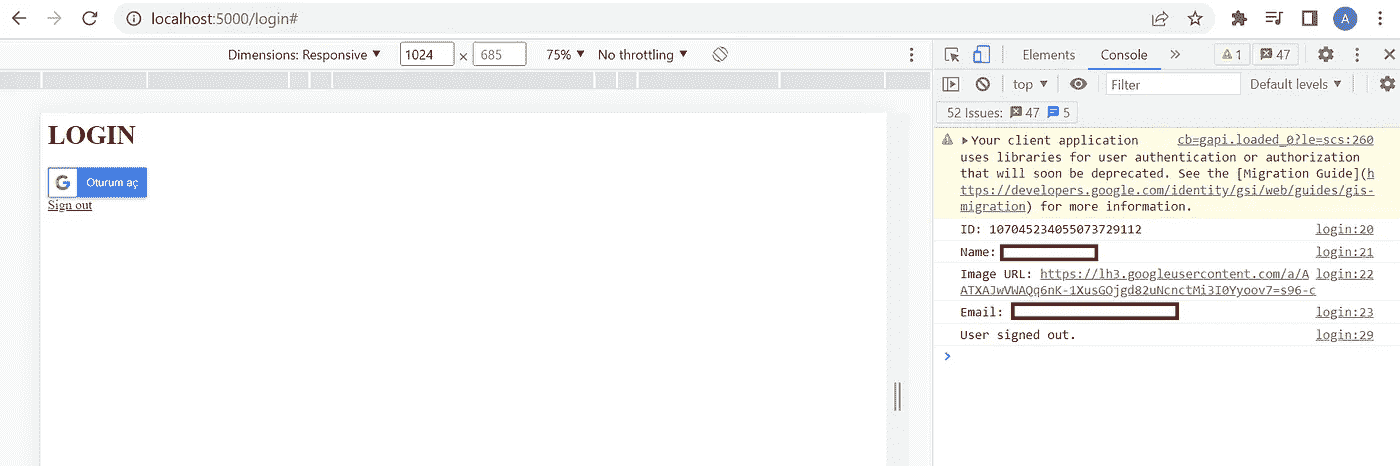 localhost:5000/login#
A
Dimensions: Responsive ▼ 1024 × 685 75% ▼ No throttling ▼
Elements Console » 1 47
top ▼ Filter Default levels ▼
52 Issues: 47 5
LOGIN
G Oturum aç
Sign out
Your client application cb=gapi.loaded_0?le=scs:260
uses libraries for user authentication or authorization
that will soon be deprecated. See the [Migration Guide](h
ttps://developers.google.com/identity/gsi/web/guides/gis-
migration) for more information.
ID: 107045234055073729112 login:20
Name: login:21
Image URL: https://lh3.googleusercontent.com/a/A login:22
ATXAJwVWAQq6nK-1XusGOjgd82uNcnctMi3I0Yyoov7=s96-c
Email: login:23
User signed out. login:29